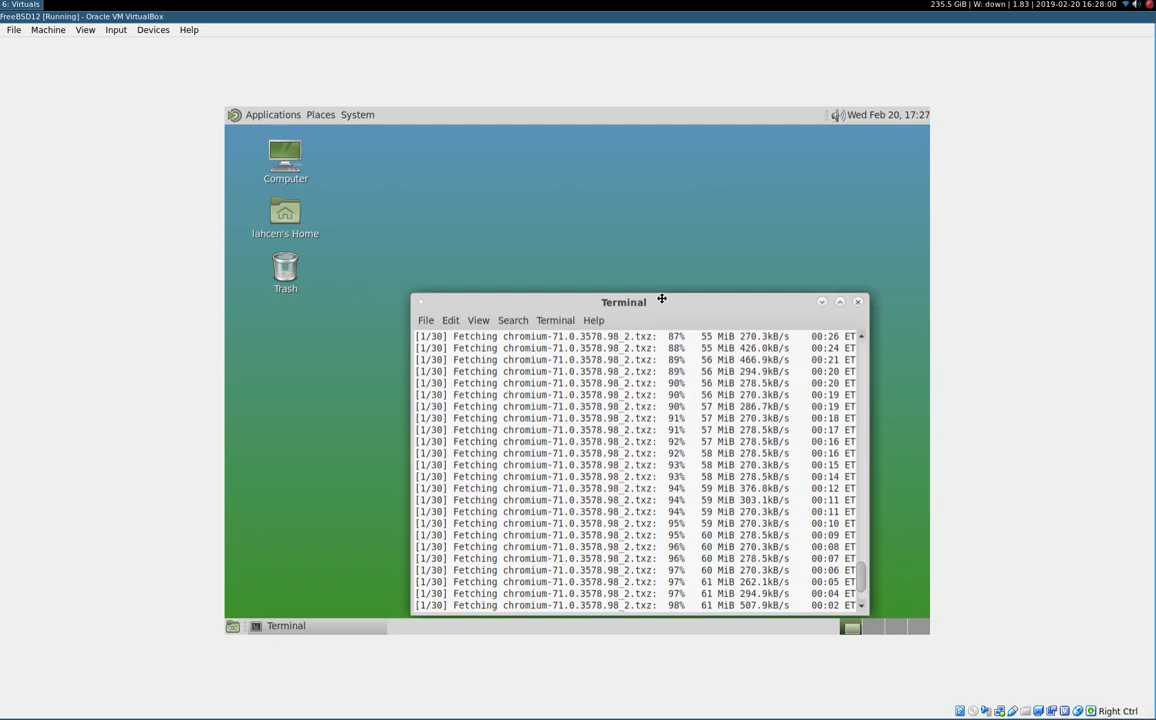 6: Virtuals
235.5 GiB | W: down | 1.83 | 2019-02-20 16:28:00
FreeBSD12 [Running] - Oracle VM VirtualBox
File Machine View Input Devices Help
Applications Places System
Wed Feb 20, 17:27
Computer
lahcen's Home
Trash
Terminal
File Edit View Search Terminal Help
[1/30] Fetching chromium-71.0.3578.98_2.txz: 87% 55 MiB 270.3kB/s 00:26 ET
[1/30] Fetching chromium-71.0.3578.98_2.txz: 88% 55 MiB 426.0kB/s 00:24 ET
[1/30] Fetching chromium-71.0.3578.98_2.txz: 89% 56 MiB 466.9kB/s 00:21 ET
[1/30] Fetching chromium-71.0.3578.98_2.txz: 89% 56 MiB 294.9kB/s 00:20 ET
[1/30] Fetching chromium-71.0.3578.98_2.txz: 90% 56 MiB 278.5kB/s 00:20 ET
[1/30] Fetching chromium-71.0.3578.98_2.txz: 90% 56 MiB 270.3kB/s 00:19 ET
[1/30] Fetching chromium-71.0.3578.98_2.txz: 90% 57 MiB 286.7kB/s 00:19 ET
[1/30] Fetching chromium-71.0.3578.98_2.txz: 91% 57 MiB 270.3kB/s 00:18 ET
[1/30] Fetching chromium-71.0.3578.98_2.txz: 91% 57 MiB 278.5kB/s 00:17 ET
[1/30] Fetching chromium-71.0.3578.98_2.txz: 92% 57 MiB 278.5kB/s 00:16 ET
[1/30] Fetching chromium-71.0.3578.98_2.txz: 92% 58 MiB 278.5kB/s 00:16 ET
[1/30] Fetching chromium-71.0.3578.98_2.txz: 93% 58 MiB 270.3kB/s 00:15 ET
[1/30] Fetching chromium-71.0.3578.98_2.txz: 93% 58 MiB 278.5kB/s 00:14 ET
[1/30] Fetching chromium-71.0.3578.98_2.txz: 94% 59 MiB 376.8kB/s 00:12 ET
[1/30] Fetching chromium-71.0.3578.98_2.txz: 94% 59 MiB 303.1kB/s 00:11 ET
[1/30] Fetching chromium-71.0.3578.98_2.txz: 94% 59 MiB 270.3kB/s 00:11 ET
[1/30] Fetching chromium-71.0.3578.98_2.txz: 95% 59 MiB 270.3kB/s 00:10 ET
[1/30] Fetching chromium-71.0.3578.98_2.txz: 95% 60 MiB 278.5kB/s 00:09 ET
[1/30] Fetching chromium-71.0.3578.98_2.txz: 96% 60 MiB 270.3kB/s 00:08 ET
[1/30] Fetching chromium-71.0.3578.98_2.txz: 96% 60 MiB 278.5kB/s 00:07 ET
[1/30] Fetching chromium-71.0.3578.98_2.txz: 97% 60 MiB 270.3kB/s 00:06 ET
[1/30] Fetching chromium-71.0.3578.98_2.txz: 97% 61 MiB 262.1kB/s 00:05 ET
[1/30] Fetching chromium-71.0.3578.98_2.txz: 97% 61 MiB 294.9kB/s 00:04 ET
[1/30] Fetching chromium-71.0.3578.98_2.txz: 98% 61 MiB 507.9kB/s 00:02 ET
Terminal
Right Ctrl